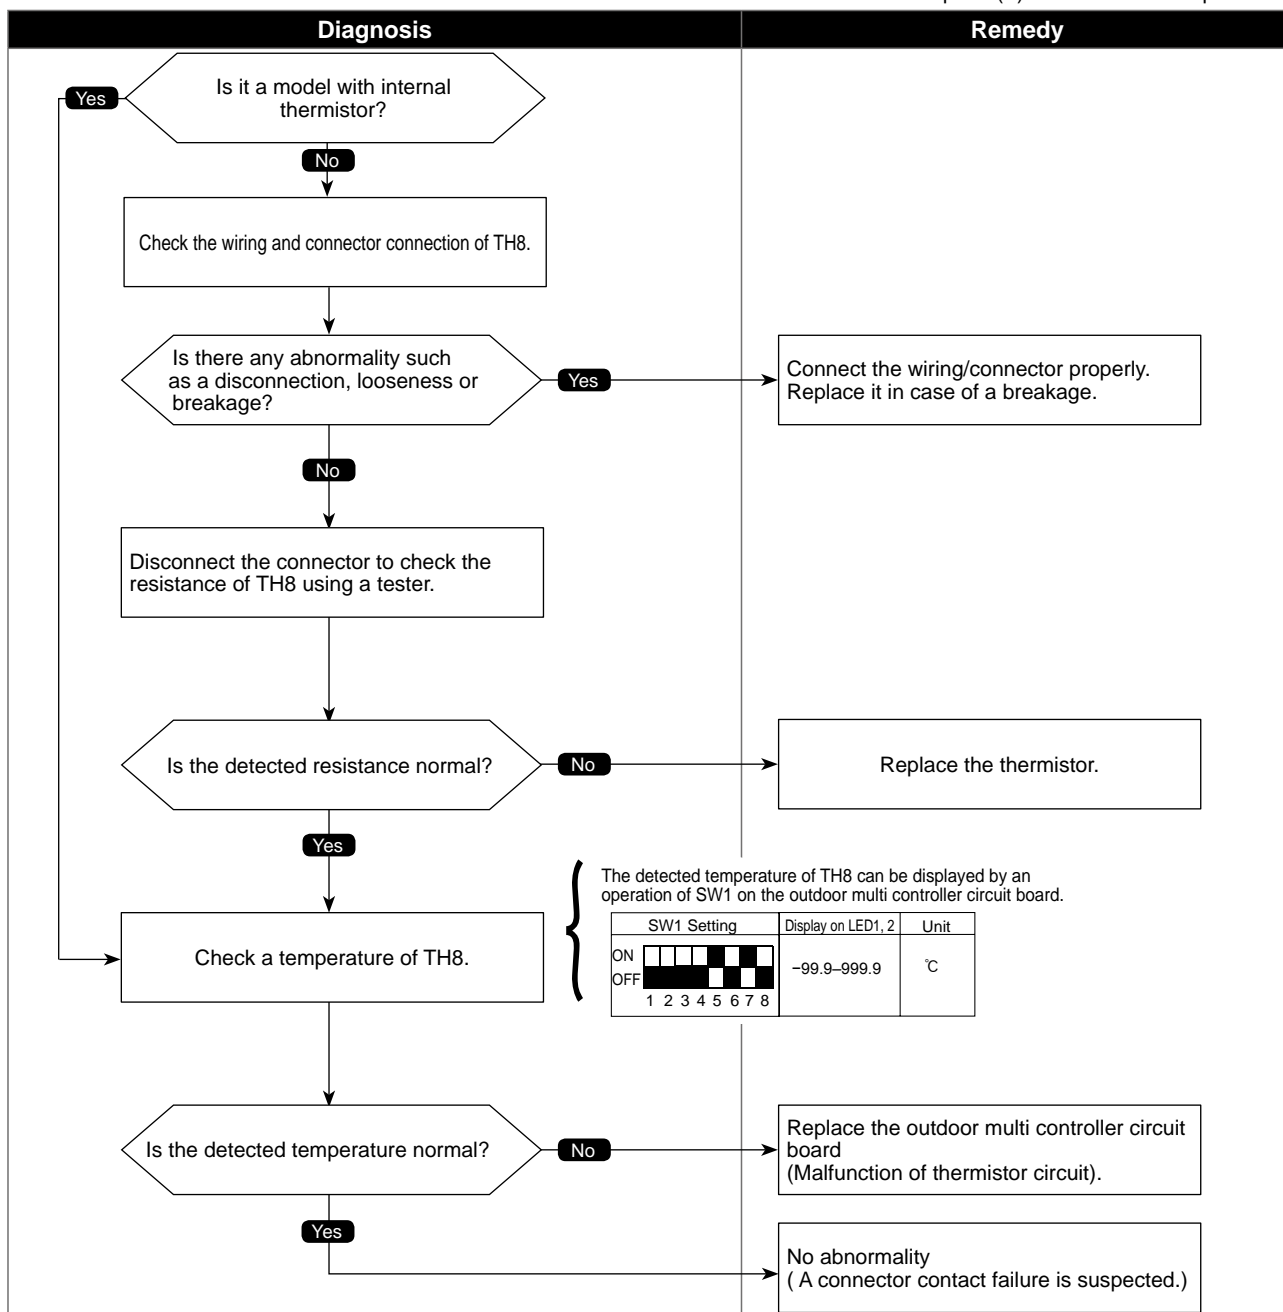 Diagnosis
Remedy
Is it a model with internal
thermistor?
Yes
No
Check the wiring and connector connection of TH8.
Is there any abnormality such
as a disconnection, looseness or
breakage?
Yes
Connect the wiring/connector properly.
Replace it in case of a breakage.
No
Disconnect the connector to check the
resistance of TH8 using a tester.
Is the detected resistance normal?
No
Replace the thermistor.
Yes
The detected temperature of TH8 can be displayed by an
operation of SW1 on the outdoor multi controller circuit board.
SW1 Setting
Display on LED1, 2
Unit
ON
OFF
1 2 3 4 5 6 7 8
−99.9–999.9
℃
Check a temperature of TH8.
Is the detected temperature normal?
No
Replace the outdoor multi controller circuit
board
(Malfunction of thermistor circuit).
Yes
No abnormality
( A connector contact failure is suspected.)